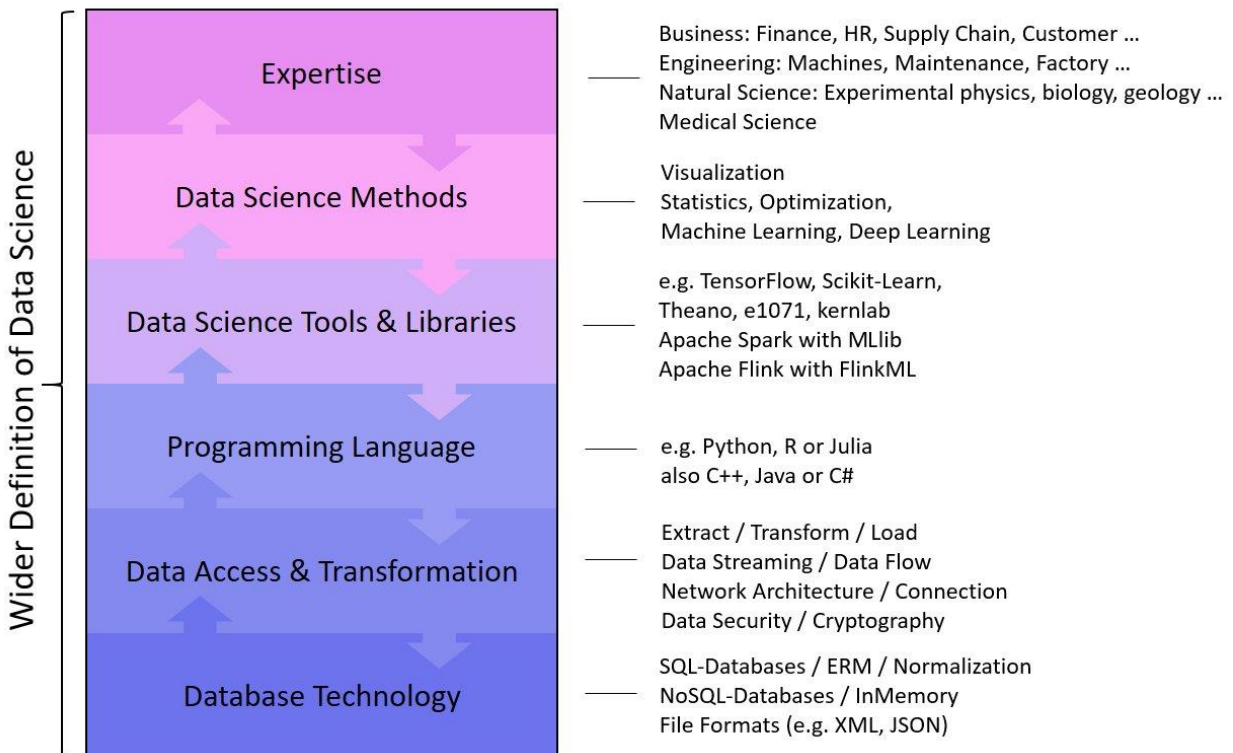 Wider Definition of Data Science
Expertise
Business: Finance, HR, Supply Chain, Customer ...
Engineering: Machines, Maintenance, Factory ...
Natural Science: Experimental physics, biology, geology ...
Medical Science
Data Science Methods
Visualization
Statistics, Optimization,
Machine Learning, Deep Learning
Data Science Tools & Libraries
e.g. TensorFlow, Scikit-Learn,
Theano, e1071, kernlab
Apache Spark with MLlib
Apache Flink with FlinkML
Programming Language
e.g. Python, R or Julia
also C++, Java or C#
Data Access & Transformation
Extract / Transform / Load
Data Streaming / Data Flow
Network Architecture / Connection
Data Security / Cryptography
Database Technology
SQL-Databases / ERM / Normalization
NoSQL-Databases / InMemory
File Formats (e.g. XML, JSON)